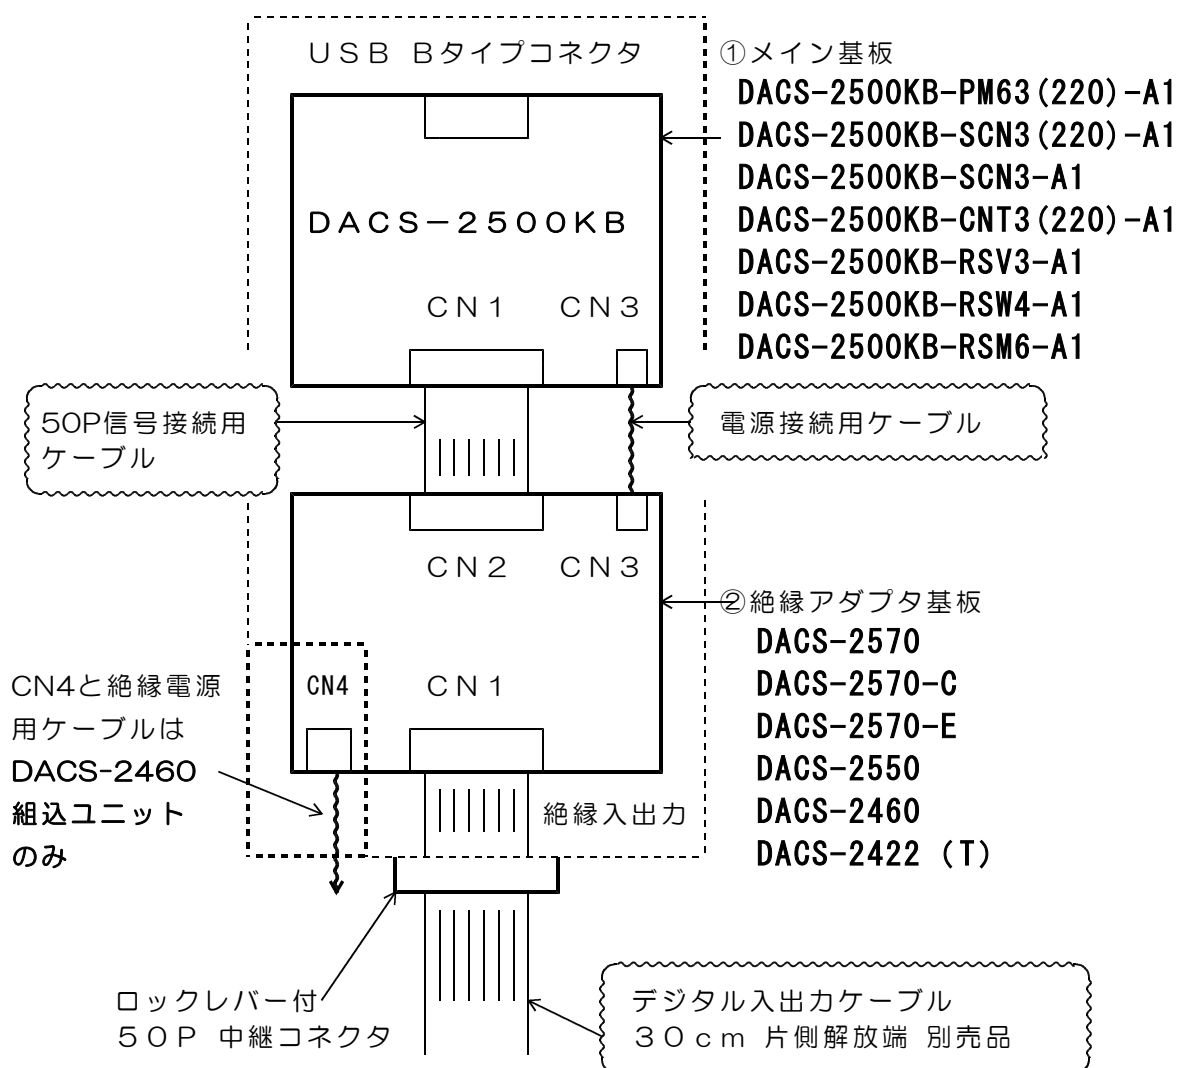 USB Bタイプコネクタ
①メイン基板
DACS-2500KB-PM63(220)-A1
DACS-2500KB-SCN3(220)-A1
DACS-2500KB-SCN3-A1
DACS-2500KB-CNT3(220)-A1
DACS-2500KB-RSV3-A1
DACS-2500KB-RSW4-A1
DACS-2500KB-RSM6-A1
DACS-2500KB
CN1 CN3
50P信号接続用
ケーブル
電源接続用ケーブル
CN2 CN3
②絶縁アダプタ基板
DACS-2570
DACS-2570-C
DACS-2570-E
DACS-2550
DACS-2460
DACS-2422 (T)
CN4と絶縁電源
用ケーブルは
DACS-2460
組込ユニット
のみ
CN4 CN1
絶縁入出力
ロックレバー付
50P 中継コネクタ
デジタル入出力ケーブル
30cm 片側解放端 別売品